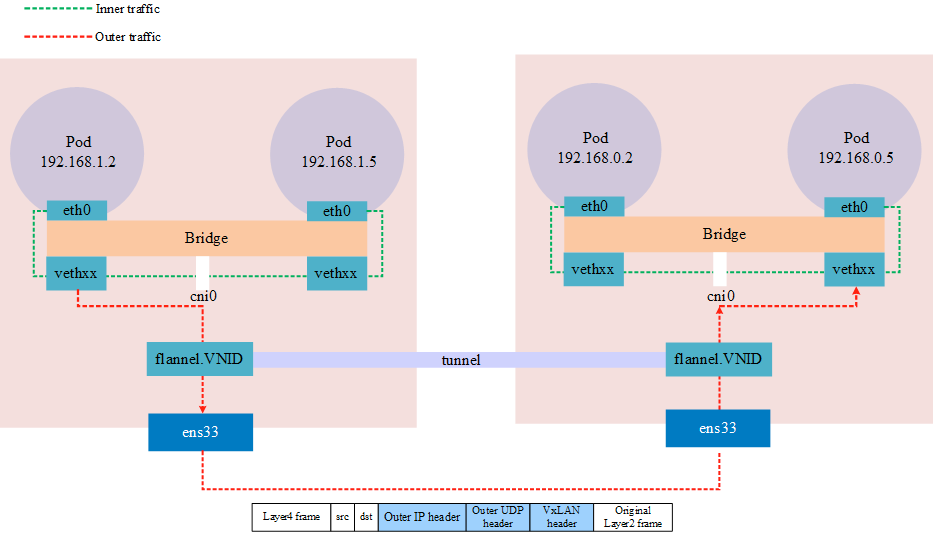 Inner traffic
Outer traffic
Pod
192.168.1.2
Pod
192.168.1.5
Pod
192.168.0.2
Pod
192.168.0.5
eth0
eth0
eth0
eth0
Bridge
Bridge
vethxx
vethxx
vethxx
vethxx
cni0
cni0
flannel.VNID
tunnel
flannel.VNID
ens33
ens33
Layer4 frame
src
dst
Outer IP header
Outer UDP
header
VxLAN
header
Original
Layer2 frame